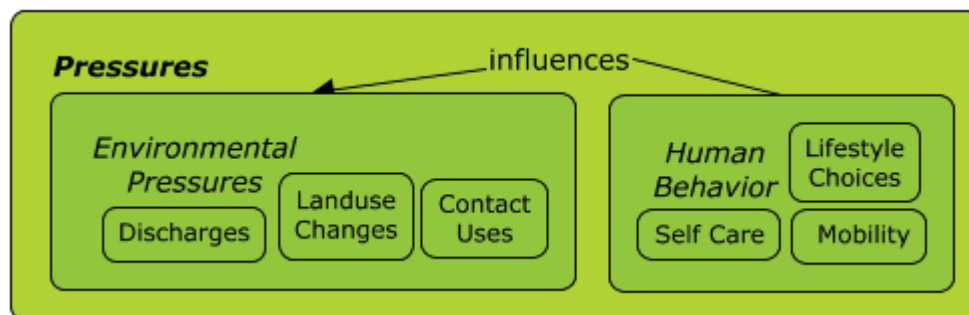 influences
Pressures
Environmental
Pressures
Discharges
Landuse
Changes
Contact
Uses
Human
Behavior
Lifestyle
Choices
Self Care
Mobility